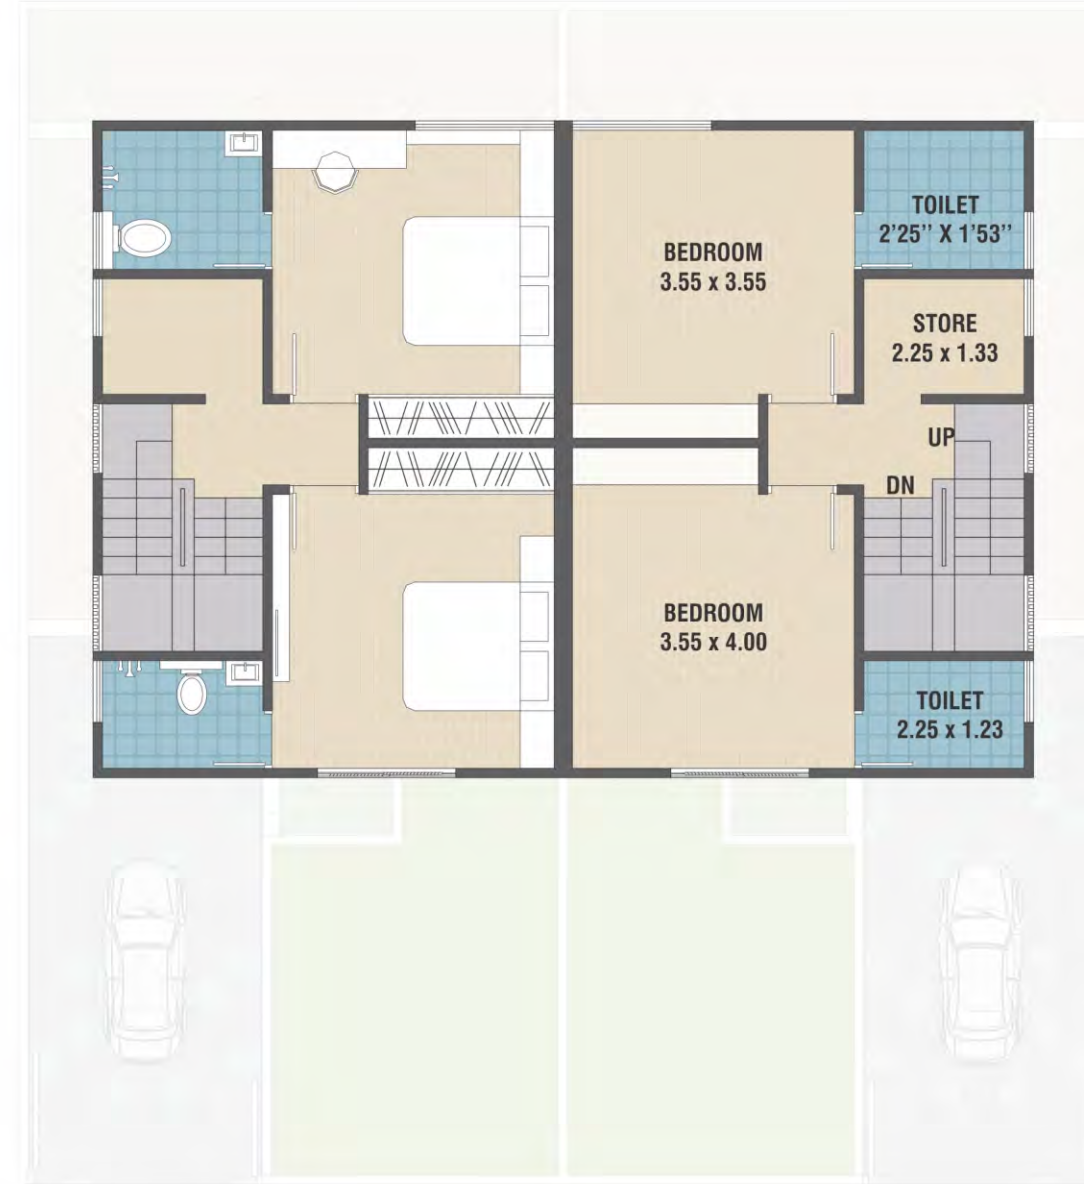 TOILET
2'25'' X 1'53''
BEDROOM
3.55 x 3.55
STORE
2.25 x 1.33
UP
DN
BEDROOM
3.55 x 4.00
TOILET
2.25 x 1.23